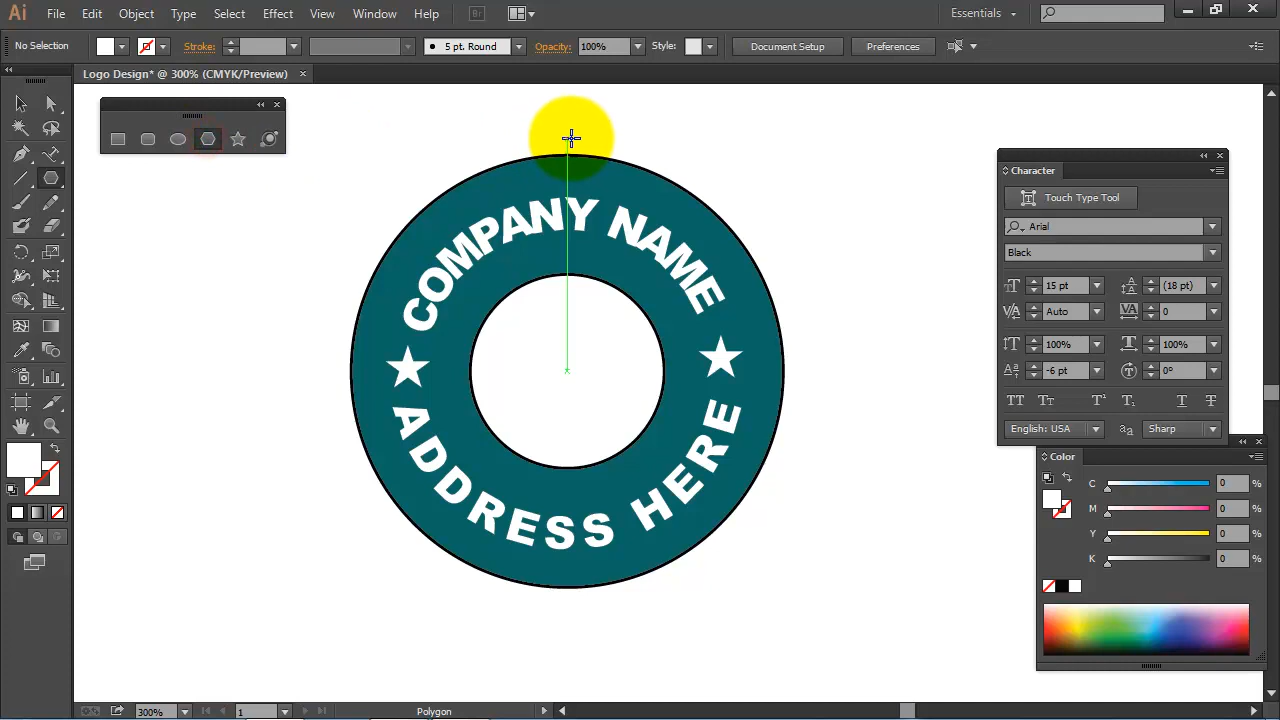 Ai File Edit Object Type Select Effect View Window Help Br Essentials
No Selection Stroke: 5 pt. Round Opacity: 100% Style: Document Setup Preferences
Logo Design* @ 300% (CMYK/Preview)
COMPANY NAME
ADDRESS HERE
Character
Touch Type Tool
Arial
Black
15 pt (18 pt)
Auto 0
100% 100%
-6 pt 0°
English: USA Sharp
Color
C 0 %
M 0 %
Y 0 %
K 0 %
300% 1 Polygon